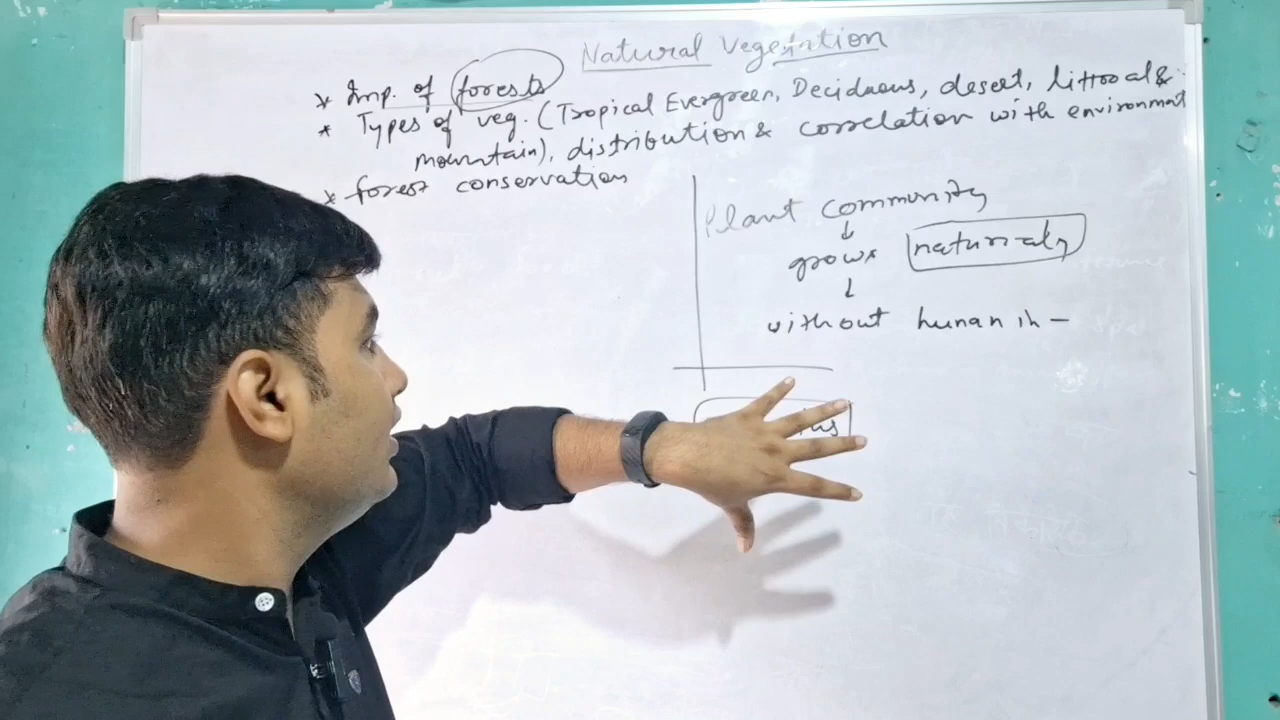 Natural Vegetation
* Imp. of forests
* Types of veg. (Tropical Evergreen, Deciduous, desert, littoral &
mountain), distribution & correlation with environment
* forest conservation
Plant community
↓
grows naturally
↓
without human in-